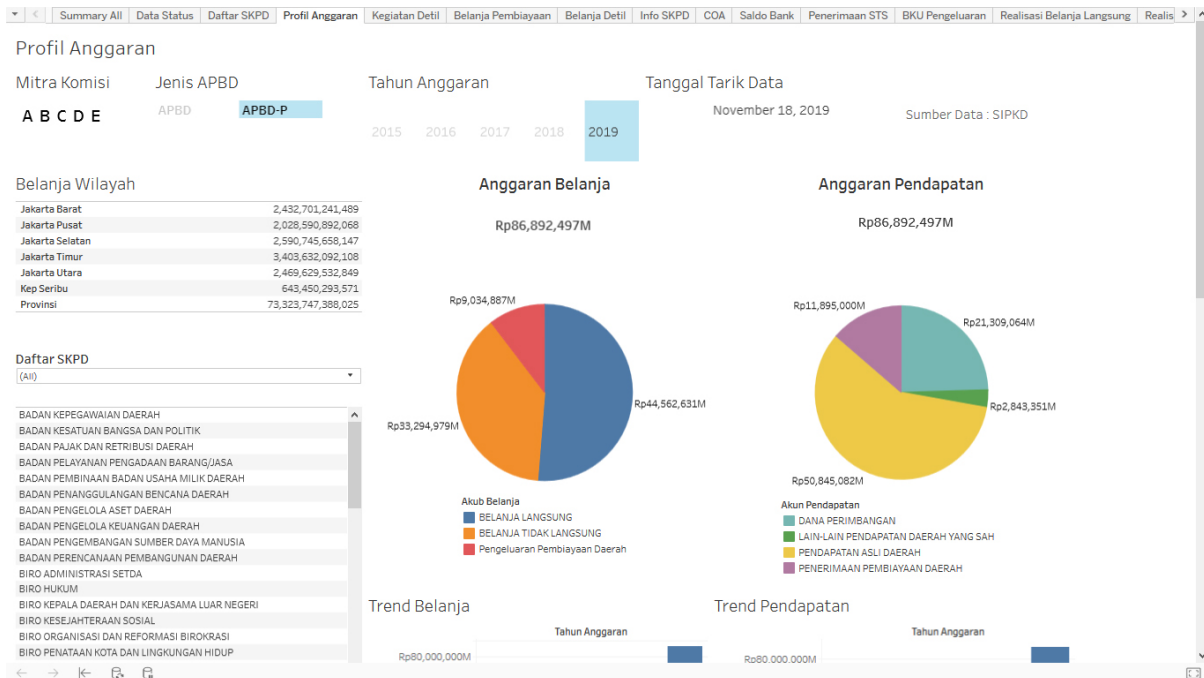 Summary All Data Status Daftar SKPD Profil Anggaran Kegiatan Detil Belanja Pembiayaan Belanja Detil Info SKPD COA Saldo Bank Penerimaan STS BKU Pengeluaran Realisasi Belanja Langsung Realis
Profil Anggaran
Mitra Komisi
A B C D E
Jenis APBD
APBD APBD-P
Tahun Anggaran
2015 2016 2017 2018 2019
Tanggal Tarik Data
November 18, 2019
Sumber Data : SIPKD
Belanja Wilayah
Jakarta Barat 2,432,701,241,489
Jakarta Pusat 2,028,590,892,068
Jakarta Selatan 2,590,745,658,147
Jakarta Timur 3,403,632,092,108
Jakarta Utara 2,469,629,532,849
Kep Seribu 643,450,293,571
Provinsi 73,323,747,388,025
Daftar SKPD
(All)
BADAN KEPEGAWAIAN DAERAH
BADAN KESATUAN BANGSA DAN POLITIK
BADAN PAJAK DAN RETRIBUSI DAERAH
BADAN PELAYANAN PENGADAAN BARANG/JASA
BADAN PEMBINAAN BADAN USAHA MILIK DAERAH
BADAN PENANGGULANGAN BENCANA DAERAH
BADAN PENGELOLA ASET DAERAH
BADAN PENGELOLA KEUANGAN DAERAH
BADAN PENGEMBANGAN SUMBER DAYA MANUSIA
BADAN PERENCANAAN PEMBANGUNAN DAERAH
BIRO ADMINISTRASI SETDA
BIRO HUKUM
BIRO KEPALA DAERAH DAN KERJASAMA LUAR NEGERI
BIRO KESEJAHTERAAN SOSIAL
BIRO ORGANISASI DAN REFORMASI BIROKRASI
BIRO PENATAAN KOTA DAN LINGKUNGAN HIDUP
Anggaran Belanja
Rp86,892,497M
Rp9,034,887M
Rp44,562,631M
Rp33,294,979M
Akub Belanja
BELANJA LANGSUNG
BELANJA TIDAK LANGSUNG
Pengeluaran Pembiayaan Daerah
Anggaran Pendapatan
Rp86,892,497M
Rp11,895,000M
Rp21,309,064M
Rp2,843,351M
Rp50,845,082M
Akun Pendapatan
DANA PERIMBANGAN
LAIN-LAIN PENDAPATAN DAERAH YANG SAH
PENDAPATAN ASLI DAERAH
PENERIMAAN PEMBIAYAAN DAERAH
Trend Belanja
Tahun Anggaran
Rp80,000,000M
Trend Pendapatan
Tahun Anggaran
Rp80,000,000M